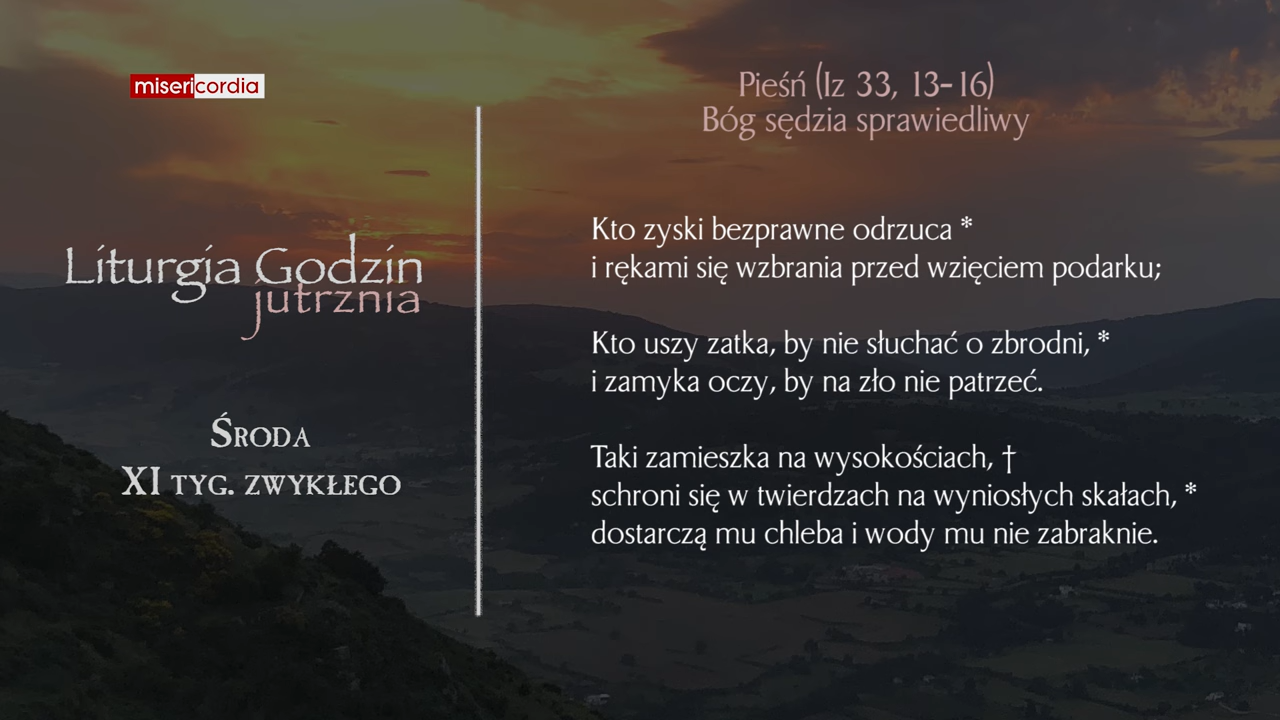 misericordia
Liturgia Godzin
jutrznia
Środa
XI tyg. zwykłego
Pieśń (Iz 33, 13-16)
Bóg sędzia sprawiedliwy
Kto zyski bezprawne odrzuca *
i rękami się wzbrania przed wzięciem podarku;
Kto uszy zatka, by nie słuchać o zbrodni, *
i zamyka oczy, by na zło nie patrzeć.
Taki zamieszka na wysokościach, †
schroni się w twierdzach na wyniosłych skałach, *
dostarczą mu chleba i wody mu nie zabraknie.